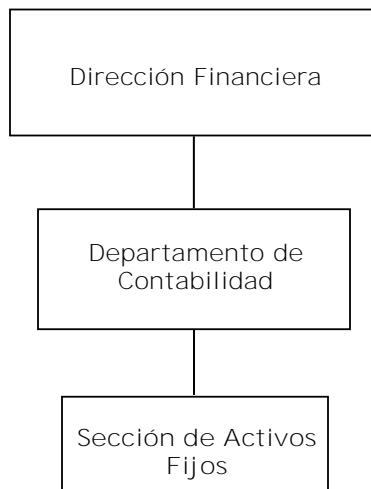 Dirección Financiera
Departamento de
Contabilidad
Sección de Activos
Fijos